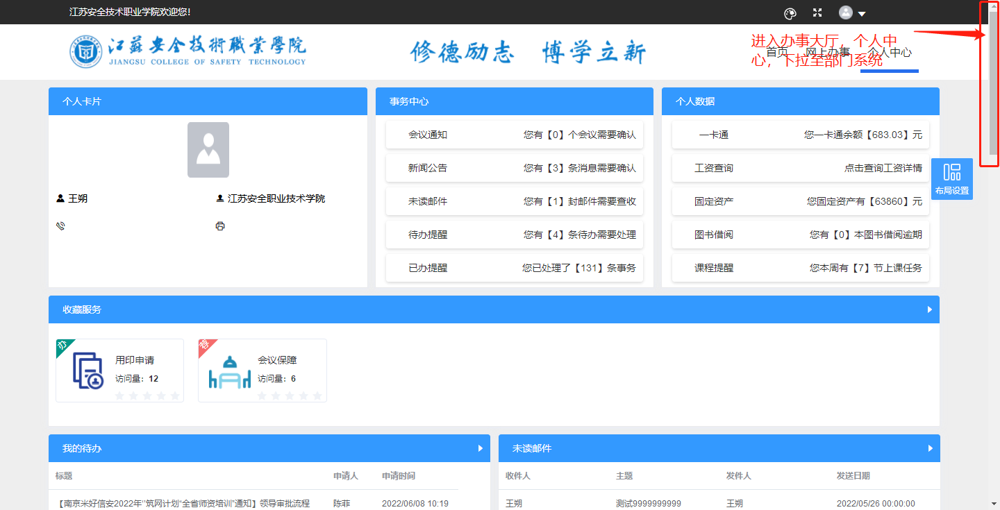 江苏安全技术职业学院欢迎您!
江蘇安全技術職業學院
JIANGSU COLLEGE OF SAFETY TECHNOLOGY
修德励志 博学立新
进入办事大厅，个人中
心，下拉至部门系统
首页 网上办事 个人中心
个人卡片
王朔 江苏安全职业技术学院
事务中心
会议通知 您有【0】个会议需要确认
新闻公告 您有【3】条消息需要确认
未读邮件 您有【1】封邮件需要查收
待办提醒 您有【4】条待办需要处理
已办提醒 您已处理了【131】条事务
个人数据
一卡通 您一卡通余额【683.03】元
工资查询 点击查询工资详情
固定资产 您固定资产有【63860】元
图书借阅 您有【0】本图书借阅逾期
课程提醒 您本周有【7】节上课任务
布局设置
收藏服务
办
用印申请
访问量：12
荐
会议保障
访问量：6
我的待办
标题 申请人 申请时间
【南京米好信安2022年"筑网计划"全省师资培训"通知】领导审批流程 陈菲 2022/06/08 10:19
未读邮件
收件人 主题 发件人 发送日期
王朔 测试9999999999 王朔 2022/05/26 00:00:00